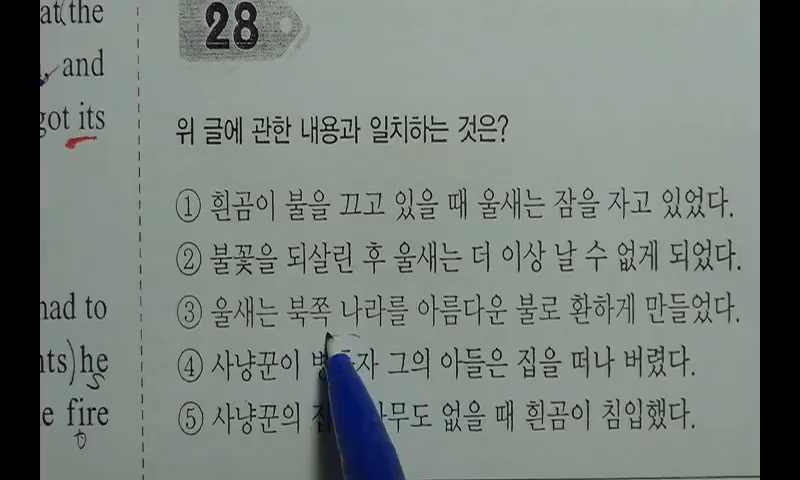 at(the
28
and
got its
위 글에 관한 내용과 일치하는 것은?
① 흰곰이 불을 끄고 있을 때 울새는 잠을 자고 있었다.
② 불꽃을 되살린 후 울새는 더 이상 날 수 없게 되었다.
had to
③ 울새는 북쪽 나라를 아름다운 불로 환하게 만들었다.
he
④ 사냥꾼이 그의 아들은 집을 떠나 버렸다.
fire
⑤ 사냥꾼의 없을 때 흰곰이 침입했다.